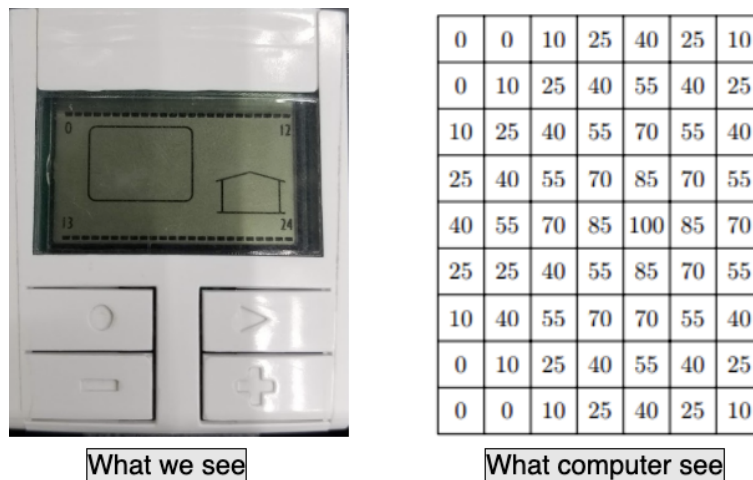 0 12
13 24
0 0 10 25 40 25 10
0 10 25 40 55 40 25
10 25 40 55 70 55 40
25 40 55 70 85 70 55
40 55 70 85 100 85 70
25 25 40 55 85 70 55
10 40 55 70 70 55 40
0 10 25 40 55 40 25
0 0 10 25 40 25 10
What we see
What computer see